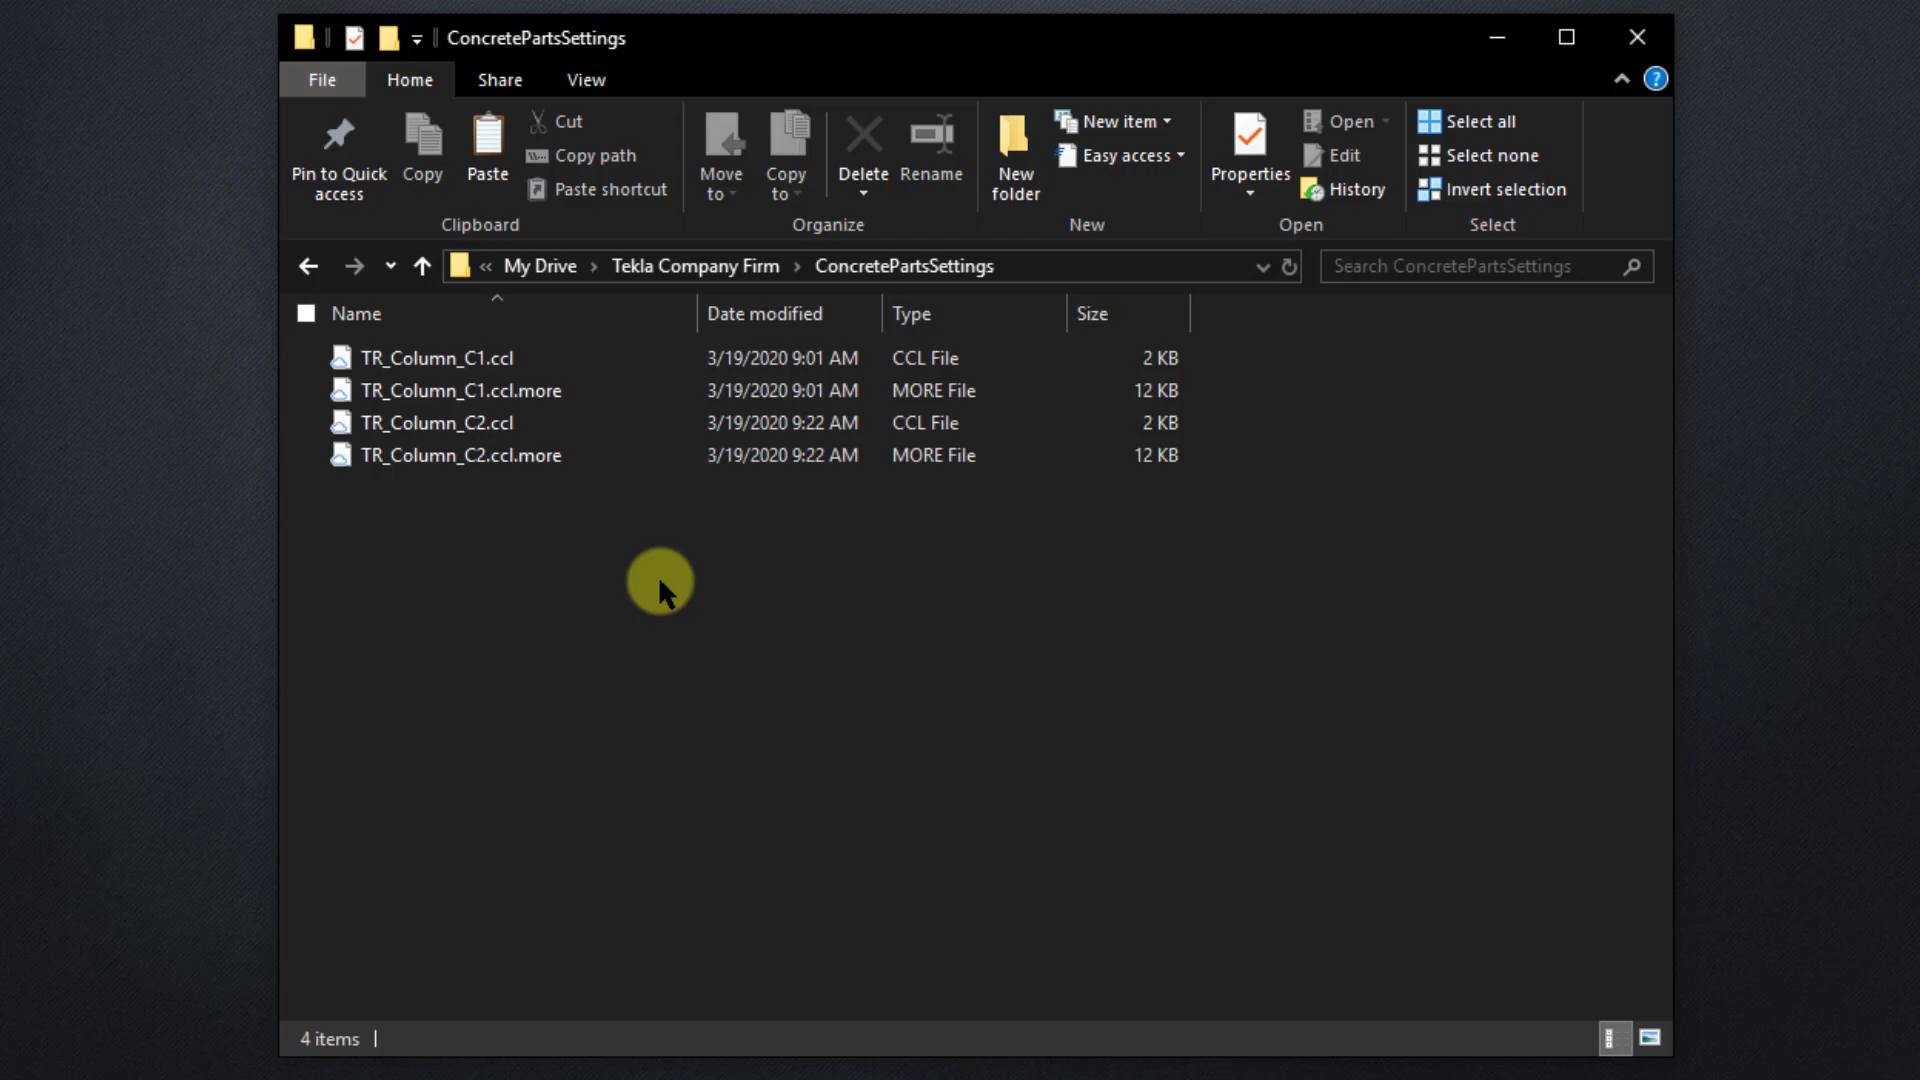 ConcretePartsSettings
File Home Share View
Pin to Quick access
Copy
Paste
Cut
Copy path
Paste shortcut
Clipboard
Move to
Copy to
Delete
Rename
Organize
New folder
New item
Easy access
New
Properties
Open
Edit
History
Open
Select all
Select none
Invert selection
Select
« My Drive › Tekla Company Firm › ConcretePartsSettings
Search ConcretePartsSettings
Name Date modified Type Size
TR_Column_C1.ccl 3/19/2020 9:01 AM CCL File 2 KB
TR_Column_C1.ccl.more 3/19/2020 9:01 AM MORE File 12 KB
TR_Column_C2.ccl 3/19/2020 9:22 AM CCL File 2 KB
TR_Column_C2.ccl.more 3/19/2020 9:22 AM MORE File 12 KB
4 items